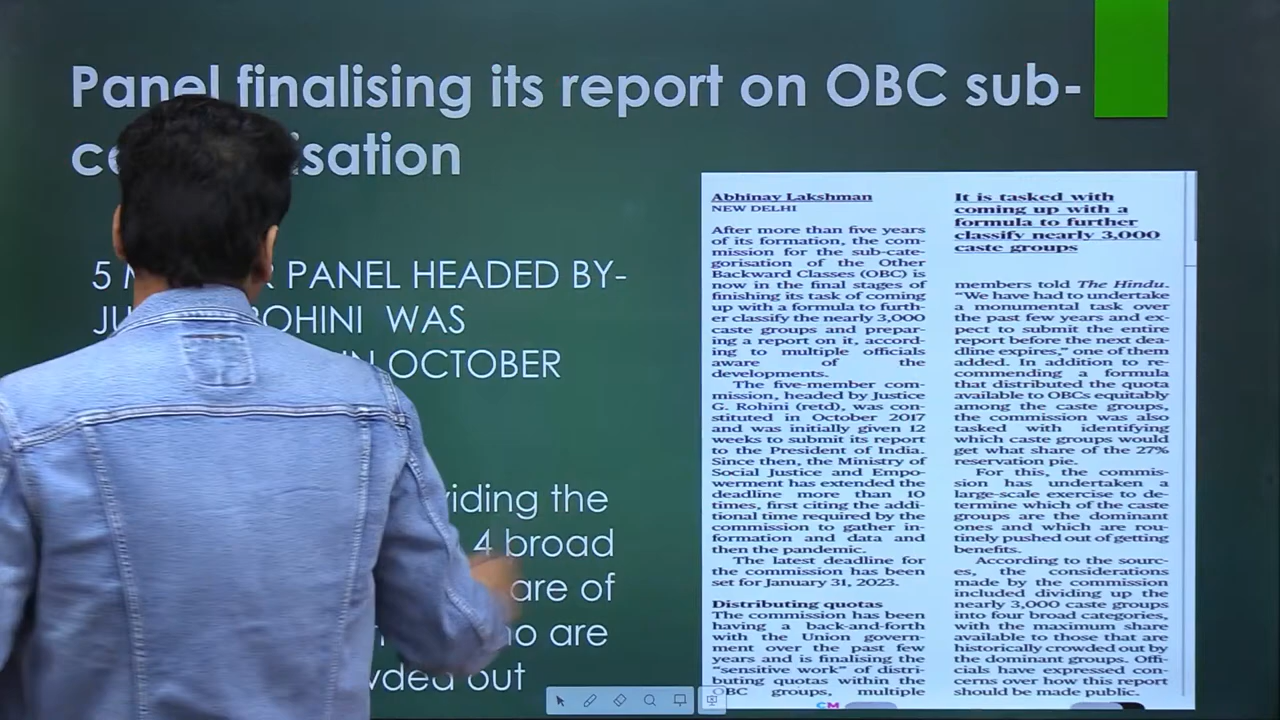 Panel finalising its report on OBC sub-
isation
5 PANEL HEADED BY-
ROHINI WAS
IN OCTOBER
the
4 broad
of
are
out
Abhinay Lakshman
NEW DELHI
After more than five years
of its formation, the com-
mission for the sub-cate-
gorisation of the Other
Backward Classes (OBC) is
now in the final stages of
finishing its task of coming
up with a formula to furth-
er classify the nearly 3,000
caste groups and prepar-
ing a report on it, accord-
ing to multiple officials
aware of the
developments.
The five-member com-
mission, headed by Justice
G. Rohini (retd), was con-
stituted in October 2017
and was initially given 12
weeks to submit its report
to the President of India.
Since then, the Ministry of
Social Justice and Empo-
werment has extended the
deadline more than 10
times, first citing the addi-
tional time required by the
commission to gather in-
formation and data and
then the pandemic.
The latest deadline for
the commission has been
set for January 31, 2023.
Distributing quotas
The commission has been
having a back-and-forth
with the Union govern-
ment over the past few
years and is finalising the
"sensitive work" of distri-
buting quotas within the
OBC groups, multiple
It is tasked with
coming up with a
formula to further
classify nearly 3,000
caste groups
members told The Hindu.
"We have had to undertake
a monumental task over
the past few years and ex-
pect to submit the entire
report before the next dea-
dline expires," one of them
added. In addition to re-
commending a formula
that distributed the quota
available to OBCs equitably
among the caste groups,
the commission was also
tasked with identifying
which caste groups would
get what share of the 27%
reservation pie.
For this, the commis-
sion has undertaken a
large-scale exercise to de-
termine which of the caste
groups are the dominant
ones and which are rou-
tinely pushed out of getting
benefits.
According to the sourc-
es, the considerations
made by the commission
included dividing up the
nearly 3,000 caste groups
into four broad categories,
with the maximum share
available to those that are
historically crowded out by
the dominant groups. Offi-
cials have expressed con-
cerns over how this report
should be made public.
CM